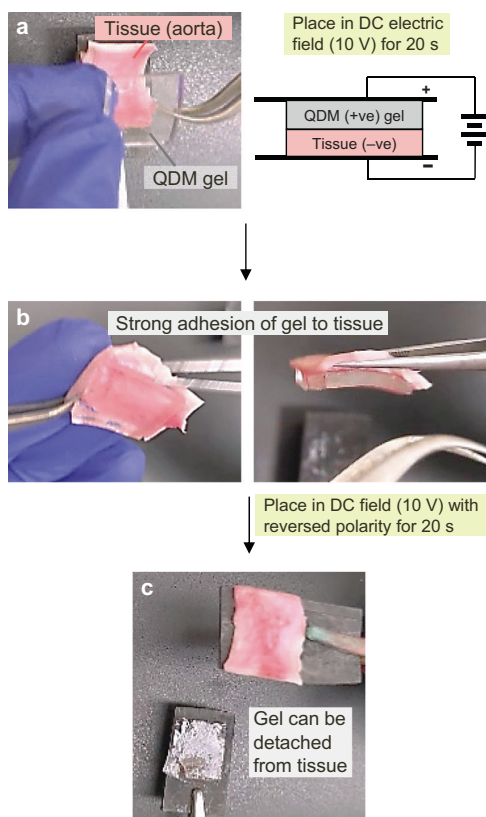 a
Tissue (aorta)
QDM gel
Place in DC electric
field (10 V) for 20 s
+
QDM (+ve) gel
Tissue (–ve)
–
b
Strong adhesion of gel to tissue
Place in DC field (10 V) with
reversed polarity for 20 s
c
Gel can be
detached
from tissue